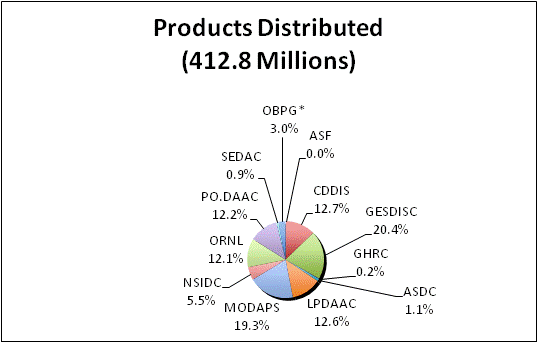 Products Distributed
(412.8 Millions)
OBPG*
3.0%
ASF
0.0%
SEDAC
0.9%
CDDIS
12.7%
PO.DAAC
12.2%
GESDISC
20.4%
ORNL
12.1%
GHRC
0.2%
NSIDC
5.5%
ASDC
1.1%
MODAPS
19.3%
LPDAAC
12.6%